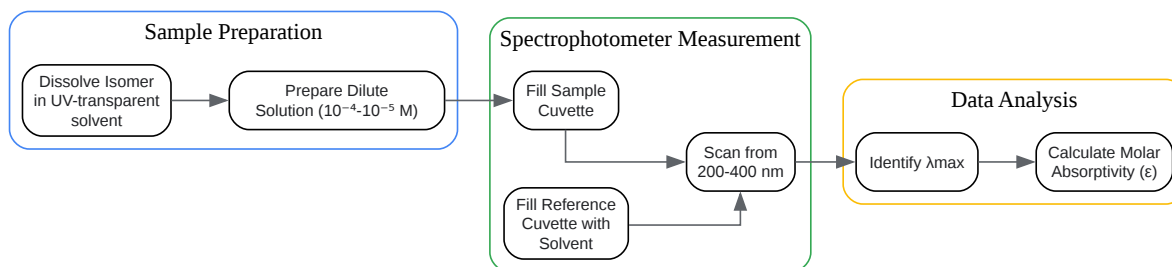 Sample Preparation
Dissolve Isomer
in UV-transparent
solvent
Prepare Dilute
Solution (10⁻⁴-10⁻⁵ M)
Spectrophotometer Measurement
Fill Sample
Cuvette
Fill Reference
Cuvette with
Solvent
Scan from
200-400 nm
Data Analysis
Identify λmax
Calculate Molar
Absorptivity (ε)